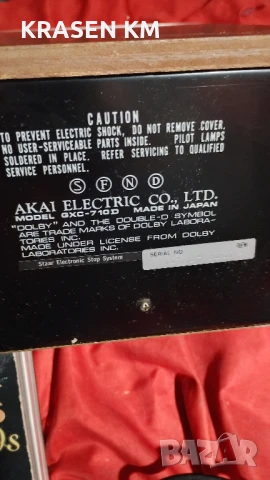 KRASEN KM
CAUTION
TO PREVENT ELECTRIC SHOCK, DO NOT REMOVE COVER.
NO USER-SERVICEABLE PARTS INSIDE. PILOT LAMPS
SOLDERED IN PLACE. REFER SERVICING TO QUALIFIED
SERVICE PERSONNEL.
S F N D
AKAI ELECTRIC CO., LTD.
MODEL GXC-710D MADE IN JAPAN
"DOLBY" AND THE DOUBLE-D SYMBOL
ARE TRADE MARKS OF DOLBY LABORA-
TORIES INC.
MADE UNDER LICENSE FROM DOLBY
LABORATORIES INC.
Staar Electronic Stop System
SERIAL NO.
0s
BAZAR